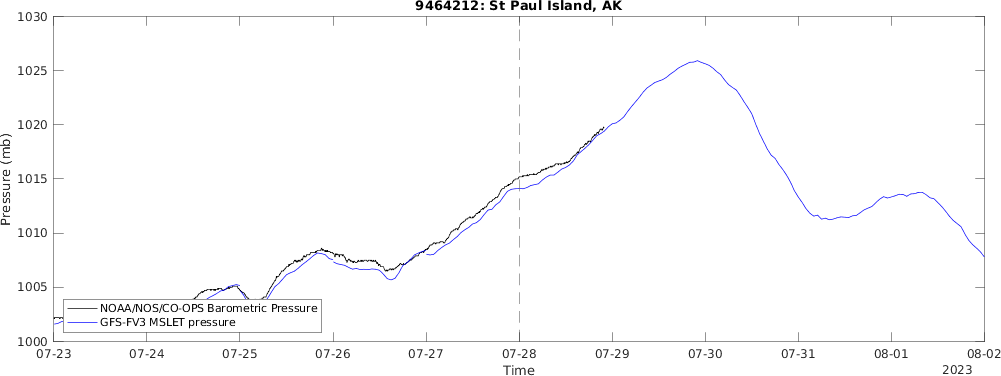 9464212: St Paul Island, AK
1030
1025
1020
1015
1010
1005
1000
Pressure (mb)
NOAA/NOS/CO-OPS Barometric Pressure
GFS-FV3 MSLET pressure
07-23 07-24 07-25 07-26 07-27 07-28 07-29 07-30 07-31 08-01 08-02
Time
2023